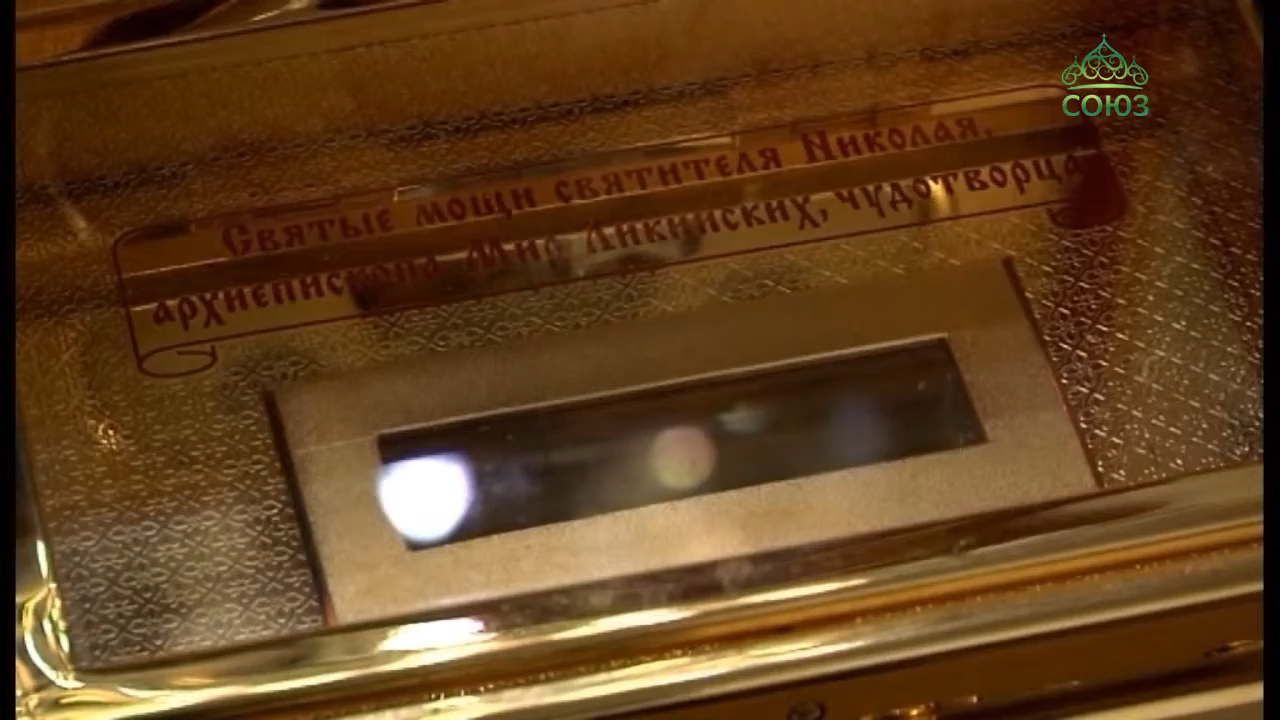 СОЮЗ
Святые мощи святителя Николая,
архиепископа Мир Ликийских, чудотворца